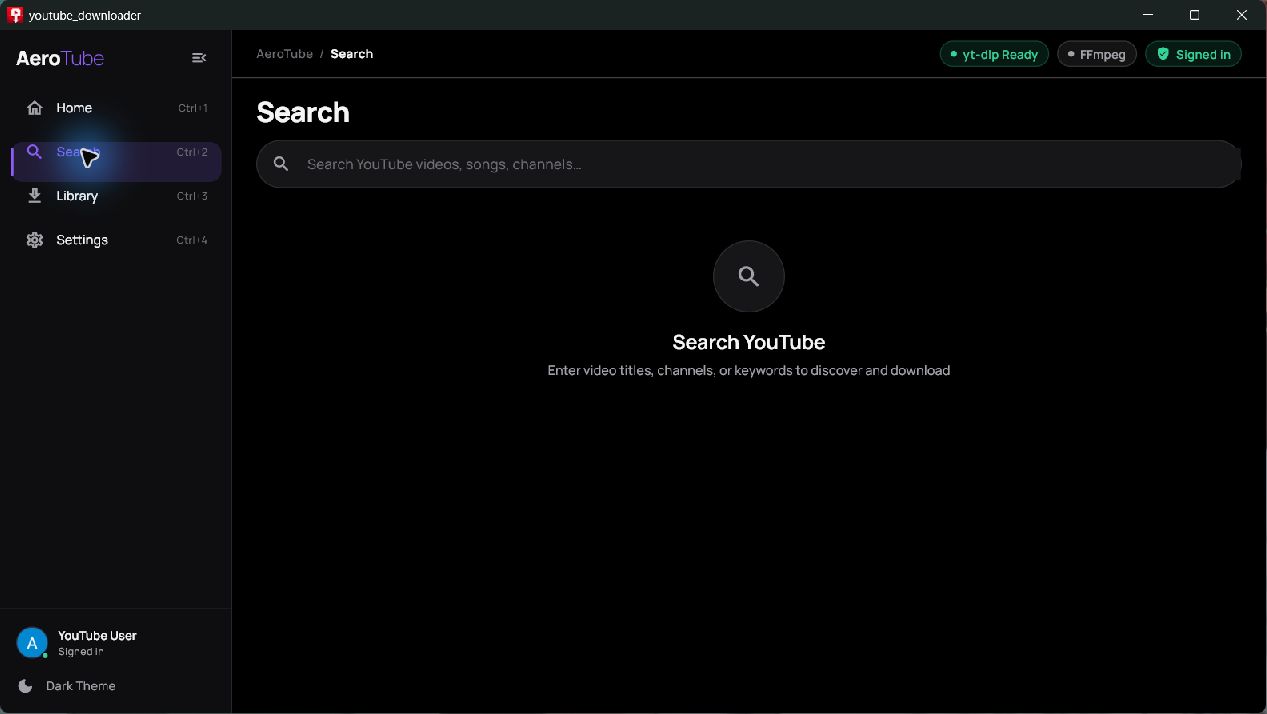 youtube_downloader
AeroTube
AeroTube / Search
yt-dlp Ready
FFmpeg
Signed in
Home Ctrl+1
Search Ctrl+2
Library Ctrl+3
Settings Ctrl+4
Search
Search YouTube videos, songs, channels...
Search YouTube
Enter video titles, channels, or keywords to discover and download
A
YouTube User
Signed in
Dark Theme